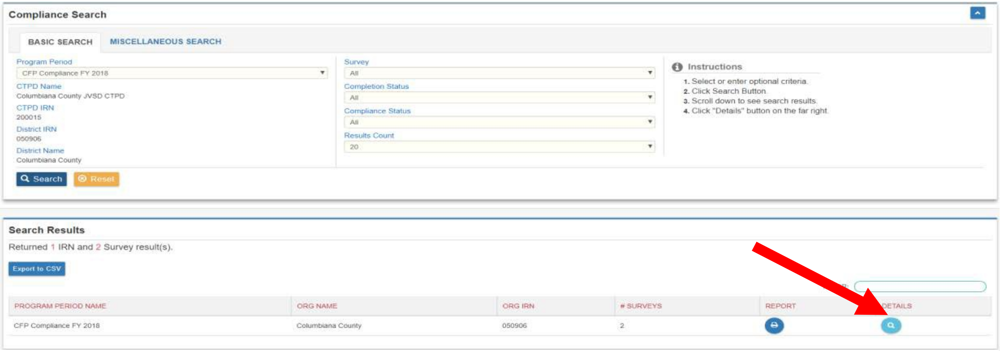 Compliance Search
BASIC SEARCH
MISCELLANEOUS SEARCH
Program Period
CFP Compliance FY 2018
CTPD Name
Columbiana County JVSD CTPD
CTPD IRN
200015
District IRN
050906
District Name
Columbiana County
Survey
All
Completion Status
All
Compliance Status
All
Results Count
20
Instructions
1. Select or enter optional criteria.
2. Click Search Button
3. Scroll down to see search results.
4. Click "Details" button on the far right.
Search
Reset
Search Results
Returned 1 IRN and 2 Survey result(s).
Export to CSV
PROGRAM PERIOD NAME ORG NAME ORG IRN # SURVEYS REPORT DETAILS
CFP Compliance FY 2018 Columbiana County 050906 2